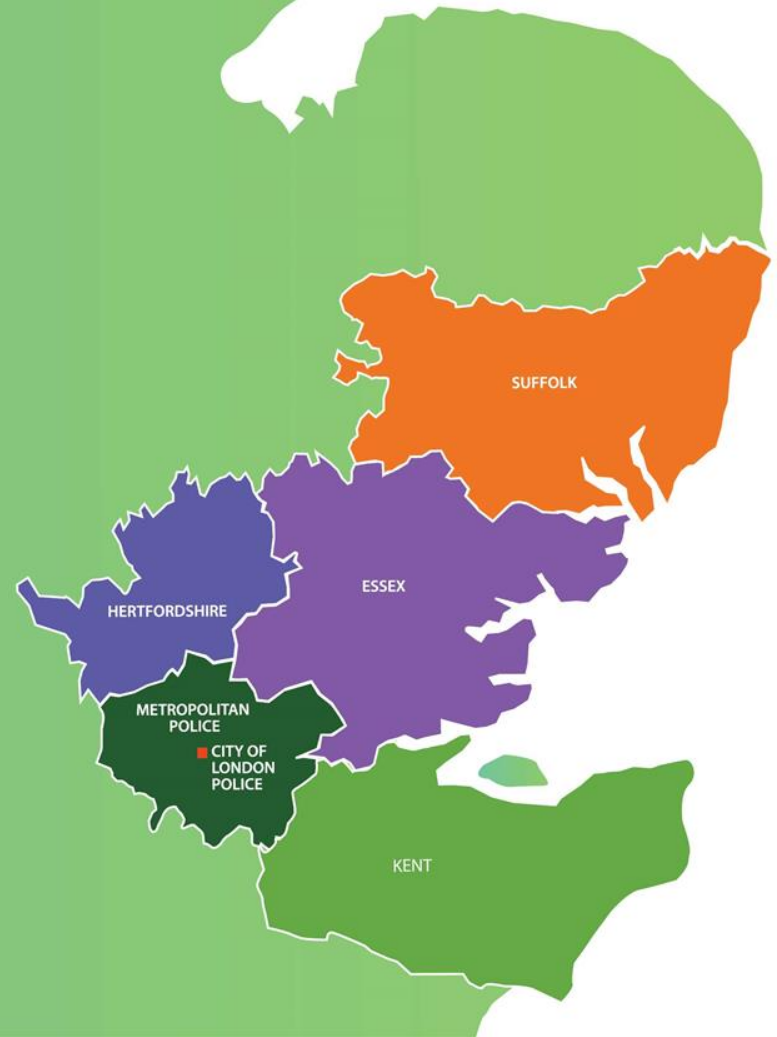 SUFFOLK
ESSEX
HERTFORDSHIRE
METROPOLITAN
POLICE
CITY OF
LONDON
POLICE
KENT